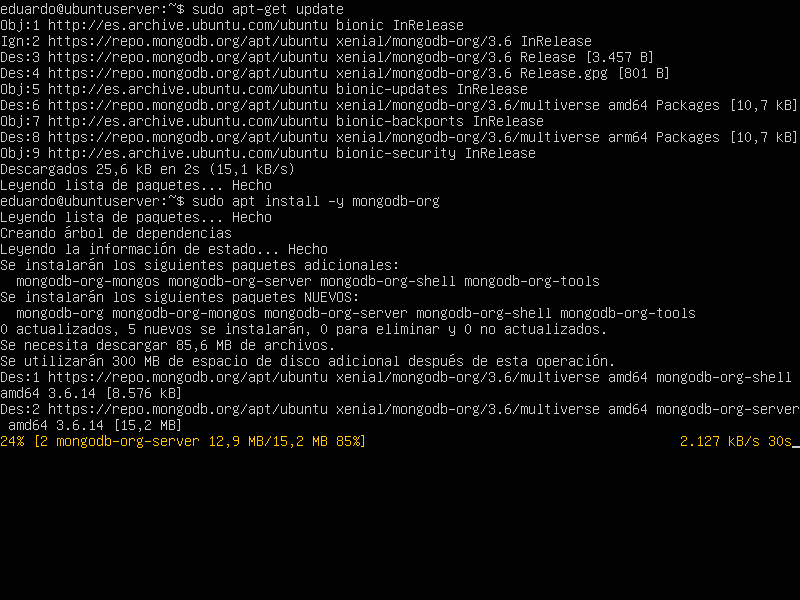 eduardo@ubuntuserver:~$ sudo apt-get update
Obj:1 http://es.archive.ubuntu.com/ubuntu bionic InRelease
Ign:2 https://repo.mongodb.org/apt/ubuntu xenial/mongodb-org/3.6 InRelease
Des:3 https://repo.mongodb.org/apt/ubuntu xenial/mongodb-org/3.6 Release [3.457 B]
Des:4 https://repo.mongodb.org/apt/ubuntu xenial/mongodb-org/3.6 Release.gpg [801 B]
Obj:5 http://es.archive.ubuntu.com/ubuntu bionic-updates InRelease
Des:6 https://repo.mongodb.org/apt/ubuntu xenial/mongodb-org/3.6/multiverse amd64 Packages [10,7 kB]
Obj:7 http://es.archive.ubuntu.com/ubuntu bionic-backports InRelease
Des:8 https://repo.mongodb.org/apt/ubuntu xenial/mongodb-org/3.6/multiverse arm64 Packages [10,7 kB]
Obj:9 http://es.archive.ubuntu.com/ubuntu bionic-security InRelease
Descargados 25,6 kB en 2s (15,1 kB/s)
Leyendo lista de paquetes... Hecho
eduardo@ubuntuserver:~$ sudo apt install -y mongodb-org
Leyendo lista de paquetes... Hecho
Creando árbol de dependencias
Leyendo la información de estado... Hecho
Se instalarán los siguientes paquetes adicionales:
  mongodb-org-mongos mongodb-org-server mongodb-org-shell mongodb-org-tools
Se instalarán los siguientes paquetes NUEVOS:
  mongodb-org mongodb-org-mongos mongodb-org-server mongodb-org-shell mongodb-org-tools
0 actualizados, 5 nuevos se instalarán, 0 para eliminar y 0 no actualizados.
Se necesita descargar 85,6 MB de archivos.
Se utilizarán 300 MB de espacio de disco adicional después de esta operación.
Des:1 https://repo.mongodb.org/apt/ubuntu xenial/mongodb-org/3.6/multiverse amd64 mongodb-org-shell
amd64 3.6.14 [8.576 kB]
Des:2 https://repo.mongodb.org/apt/ubuntu xenial/mongodb-org/3.6/multiverse amd64 mongodb-org-server
 amd64 3.6.14 [15,2 MB]
24% [2 mongodb-org-server 12,9 MB/15,2 MB 85%] 2.127 kB/s 30s